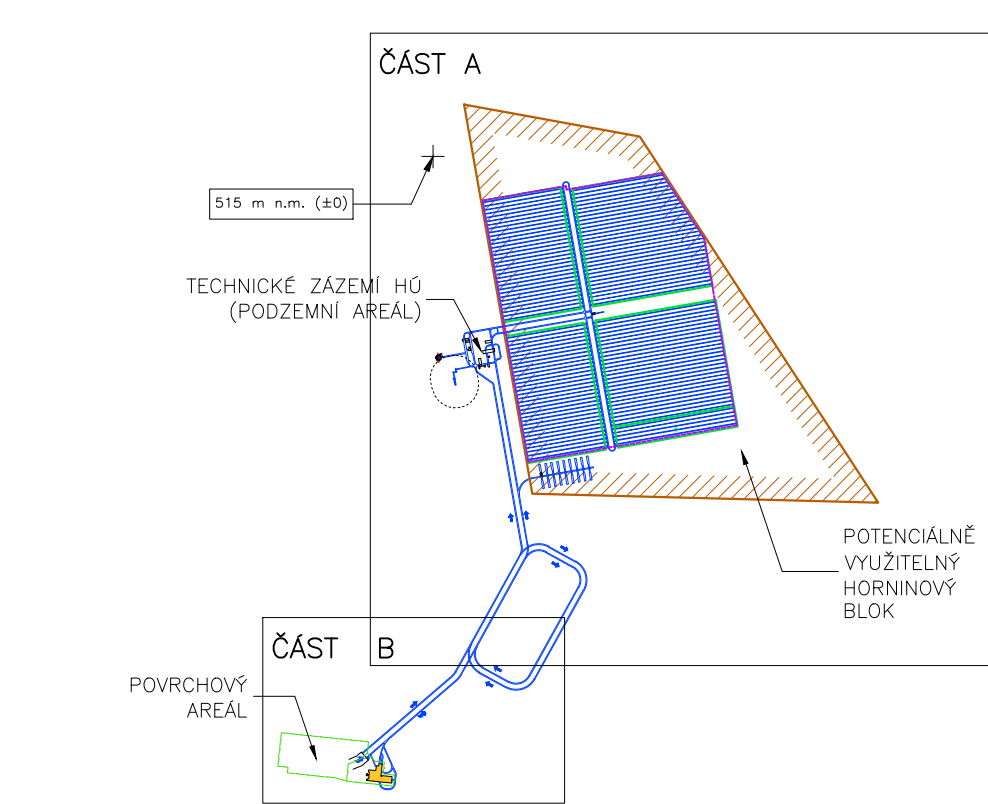 ČÁST A
515 m n.m. (±0)
TECHNICKÉ ZÁZEMÍ HÚ
(PODZEMNÍ AREÁL)
POTENCIÁLNĚ
VYUŽITELNÝ
HORNINOVÝ
BLOK
ČÁST B
POVRCHOVÝ
AREÁL